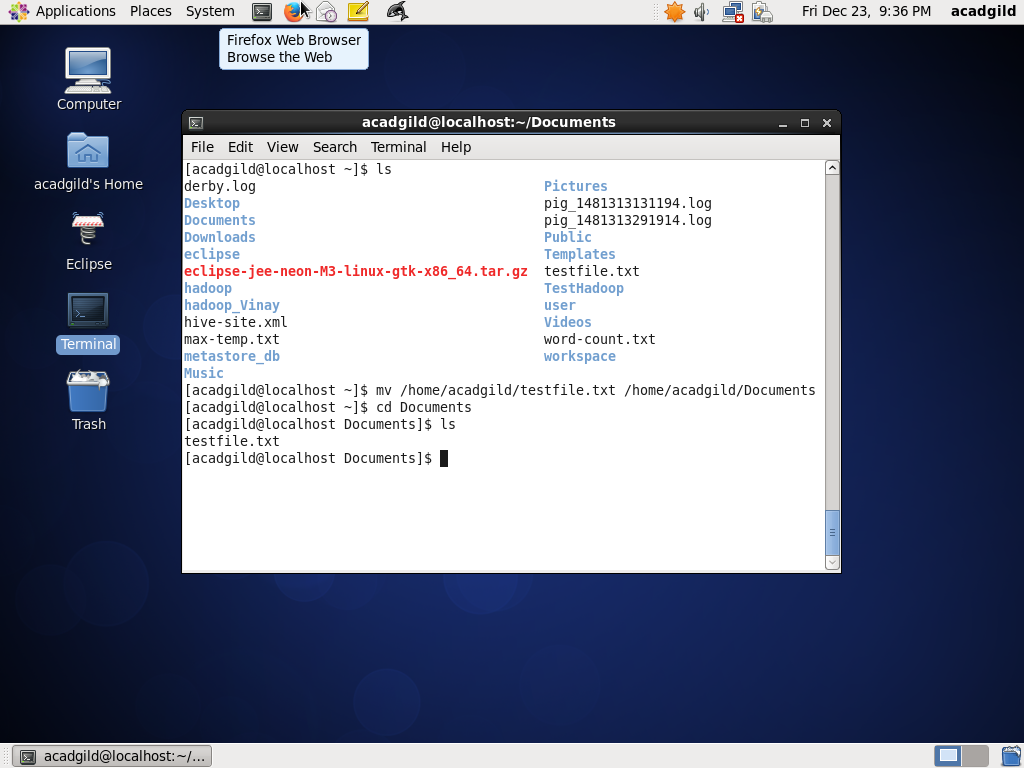 Applications Places System Fri Dec 23, 9:36 PM acadgild
Firefox Web Browser
Browse the Web
Computer
acadgild's Home
Eclipse
Terminal
Trash
acadgild@localhost:~/Documents
File Edit View Search Terminal Help
[acadgild@localhost ~]$ ls
derby.log Pictures
Desktop pig_1481313131194.log
Documents pig_1481313291914.log
Downloads Public
eclipse Templates
eclipse-jee-neon-M3-linux-gtk-x86_64.tar.gz testfile.txt
hadoop TestHadoop
hadoop_Vinay user
hive-site.xml Videos
max-temp.txt word-count.txt
metastore_db workspace
Music
[acadgild@localhost ~]$ mv /home/acadgild/testfile.txt /home/acadgild/Documents
[acadgild@localhost ~]$ cd Documents
[acadgild@localhost Documents]$ ls
testfile.txt
[acadgild@localhost Documents]$
acadgild@localhost:~/...